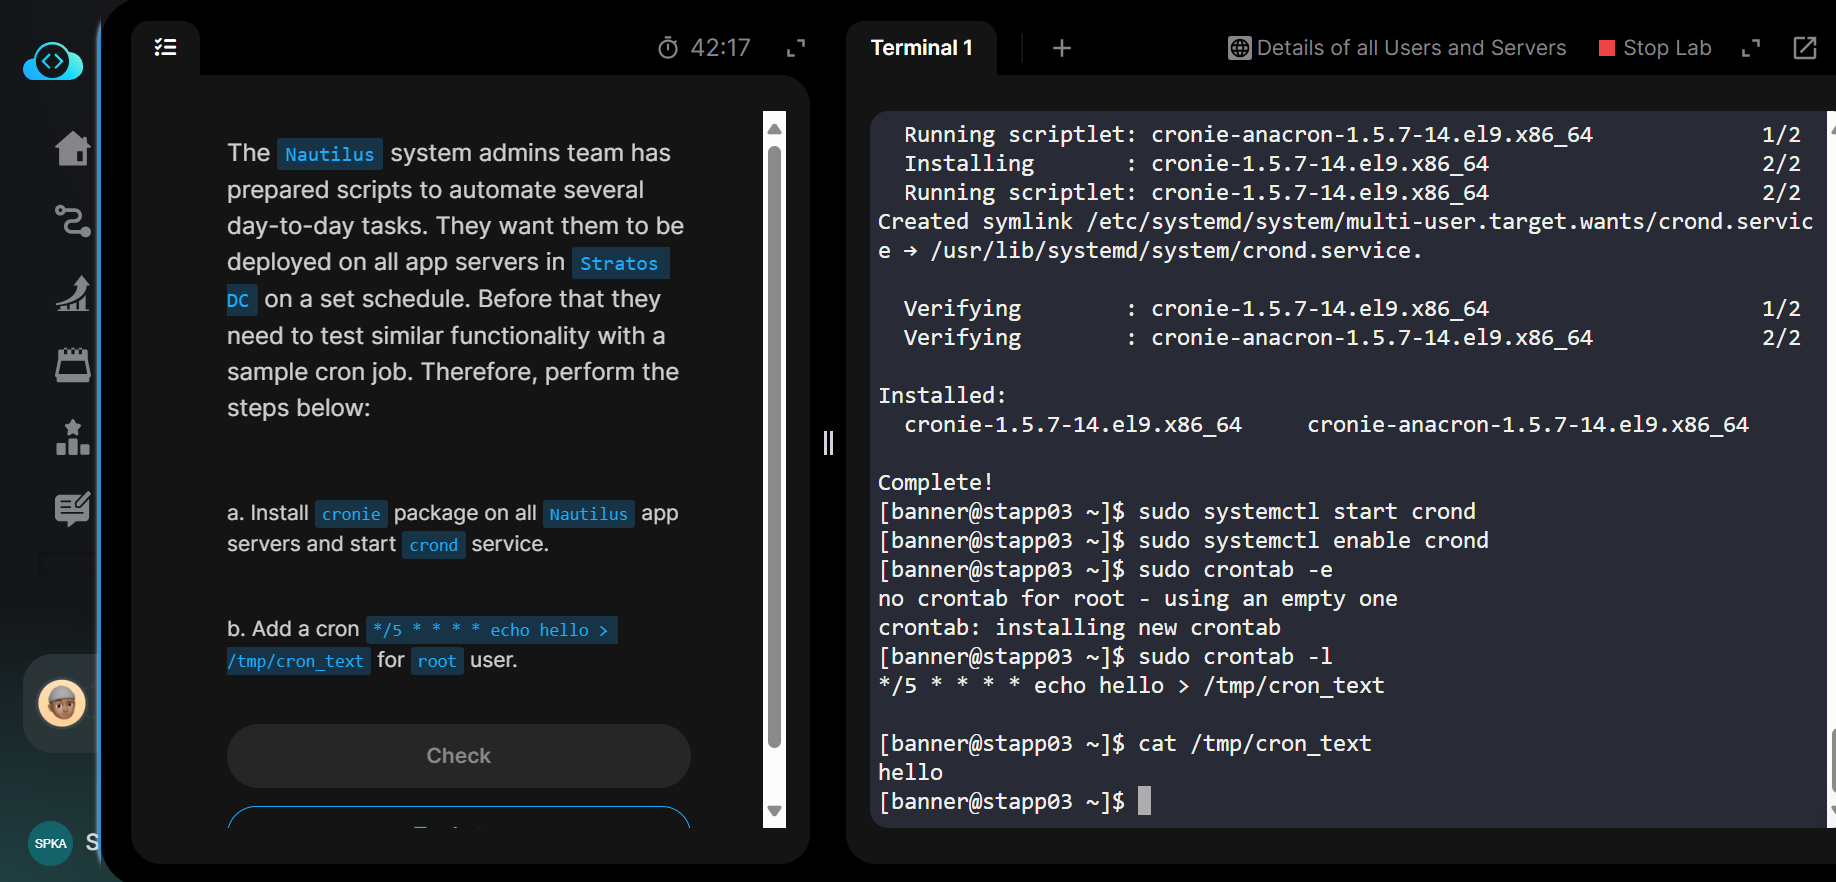 42:17
The Nautilus system admins team has
prepared scripts to automate several
day-to-day tasks. They want them to be
deployed on all app servers in Stratos
DC on a set schedule. Before that they
need to test similar functionality with a
sample cron job. Therefore, perform the
steps below:
a. Install cronie package on all Nautilus app
servers and start crond service.
b. Add a cron */5 * * * * echo hello >
/tmp/cron_text for root user.
Check
SPKA S
Terminal 1 + Details of all Users and Servers Stop Lab
Running scriptlet: cronie-anacron-1.5.7-14.el9.x86_64 1/2
Installing : cronie-1.5.7-14.el9.x86_64 2/2
Running scriptlet: cronie-1.5.7-14.el9.x86_64 2/2
Created symlink /etc/systemd/system/multi-user.target.wants/crond.servic
e → /usr/lib/systemd/system/crond.service.
Verifying : cronie-1.5.7-14.el9.x86_64 1/2
Verifying : cronie-anacron-1.5.7-14.el9.x86_64 2/2
Installed:
cronie-1.5.7-14.el9.x86_64 cronie-anacron-1.5.7-14.el9.x86_64
Complete!
[banner@stapp03 ~]$ sudo systemctl start crond
[banner@stapp03 ~]$ sudo systemctl enable crond
[banner@stapp03 ~]$ sudo crontab -e
no crontab for root - using an empty one
crontab: installing new crontab
[banner@stapp03 ~]$ sudo crontab -l
*/5 * * * * echo hello > /tmp/cron_text
[banner@stapp03 ~]$ cat /tmp/cron_text
hello
[banner@stapp03 ~]$